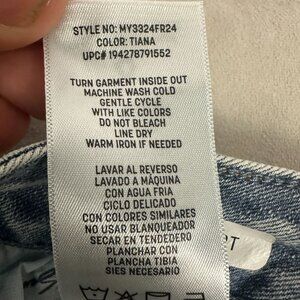 STYLE NO: MY3324FR24
COLOR: TIANA
UPC# 194278791552
TURN GARMENT INSIDE OUT
MACHINE WASH COLD
GENTLE CYCLE
WITH LIKE COLORS
DO NOT BLEACH
LINE DRY
WARM IRON IF NEEDED
LAVAR AL REVERSO
LAVADO A MÁQUINA
CON AGUA FRIA
CICLO DELICADO
CON COLORES SIMILARES
NO USAR BLANQUEADOR
SECAR EN TENDEDERO
PLANCHAR CON
PLANCHA TIBIA
SIES NECESARIO